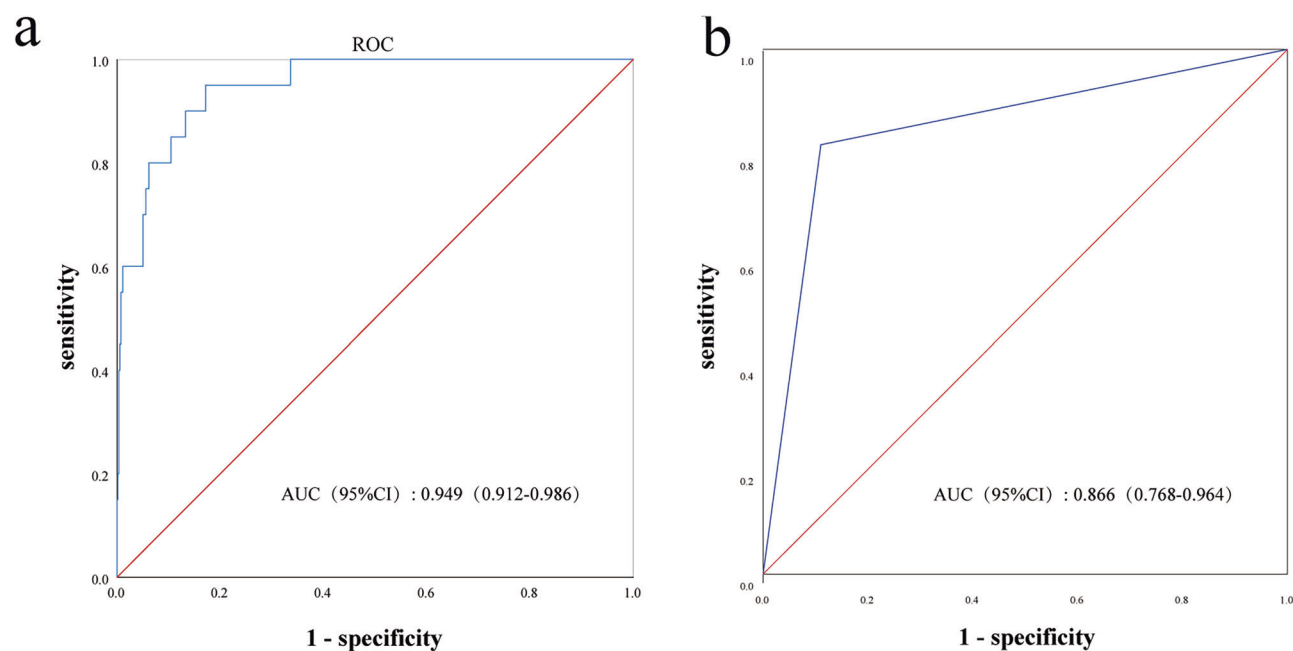 a
ROC
1.0
0.8
0.6
0.4
0.2
0.0
sensitivity
AUC（95%CI）: 0.949（0.912-0.986）
0.0 0.2 0.4 0.6 0.8 1.0
1 - specificity
b
1.0
0.8
0.6
0.4
0.2
0.0
sensitivity
AUC（95%CI）: 0.866（0.768-0.964）
0.0 0.2 0.4 0.6 0.8 1.0
1 - specificity